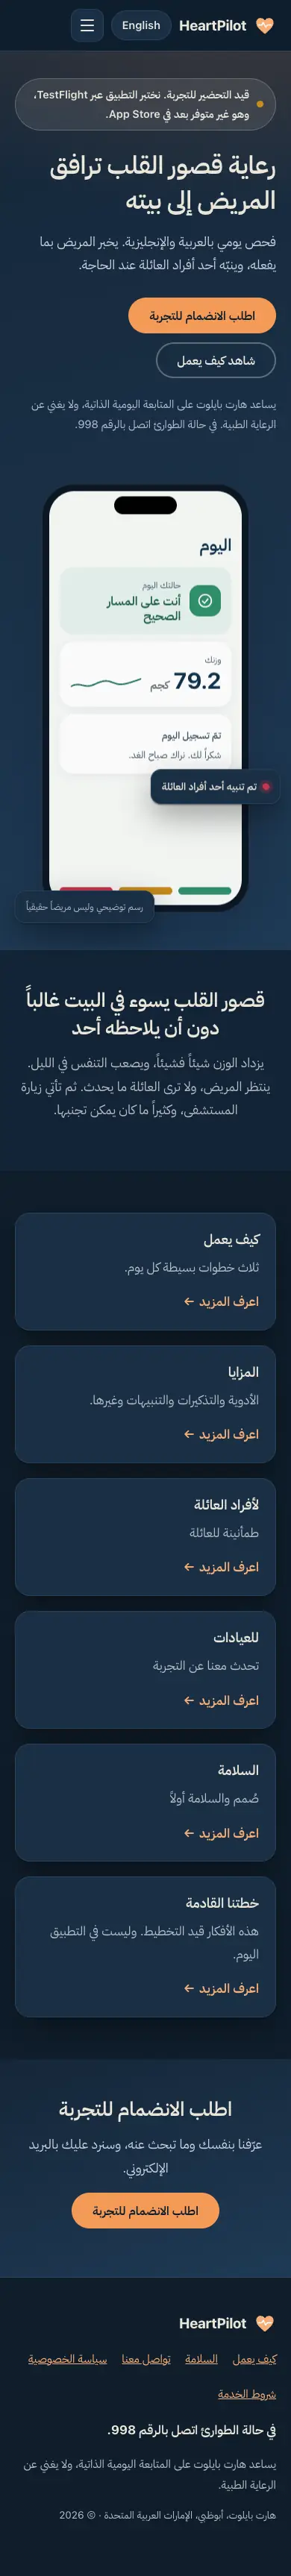 HeartPilot
English
قيد التحضير للتجربة. نختبر التطبيق عبر TestFlight،
وهو غير متوفر بعد في App Store.
رعاية قصور القلب ترافق
المريض إلى بيته
فحص يومي بالعربية والإنجليزية. يخبر المريض بما
يفعله، وينبّه أحد أفراد العائلة عند الحاجة.
اطلب الانضمام للتجربة
شاهد كيف يعمل
يساعد هارت بايلوت على المتابعة اليومية الذاتية، ولا يغني عن
الرعاية الطبية. في حالة الطوارئ اتصل بالرقم 998.
اليوم
حالتك اليوم
أنت على المسار
الصحيح
وزنك
79.2 كجم
تمّ تسجيل اليوم
شكراً لك. نراك صباح الغد.
تم تنبيه أحد أفراد العائلة
رسم توضيحي وليس مريضاً حقيقياً
قصور القلب يسوء في البيت غالباً
دون أن يلاحظه أحد
يزداد الوزن شيئاً فشيئاً، ويصعب التنفس في الليل.
ينتظر المريض، ولا ترى العائلة ما يحدث. ثم تأتي زيارة
المستشفى، وكثيراً ما كان يمكن تجنبها.
كيف يعمل
ثلاث خطوات بسيطة كل يوم.
اعرف المزيد ←
المزايا
الأدوية والتذكيرات والتنبيهات وغيرها.
اعرف المزيد ←
لأفراد العائلة
طمأنينة للعائلة
اعرف المزيد ←
للعيادات
تحدث معنا عن التجربة
اعرف المزيد ←
السلامة
صُمم والسلامة أولاً
اعرف المزيد ←
خطتنا القادمة
هذه الأفكار قيد التخطيط. وليست في التطبيق
اليوم.
اعرف المزيد ←
اطلب الانضمام للتجربة
عرّفنا بنفسك وما تبحث عنه، وسنرد عليك بالبريد
الإلكتروني.
اطلب الانضمام للتجربة
HeartPilot
كيف يعمل السلامة تواصل معنا سياسة الخصوصية
شروط الخدمة
في حالة الطوارئ اتصل بالرقم 998.
يساعد هارت بايلوت على المتابعة اليومية الذاتية، ولا يغني عن
الرعاية الطبية.
هارت بايلوت، أبوظبي، الإمارات العربية المتحدة · © 2026